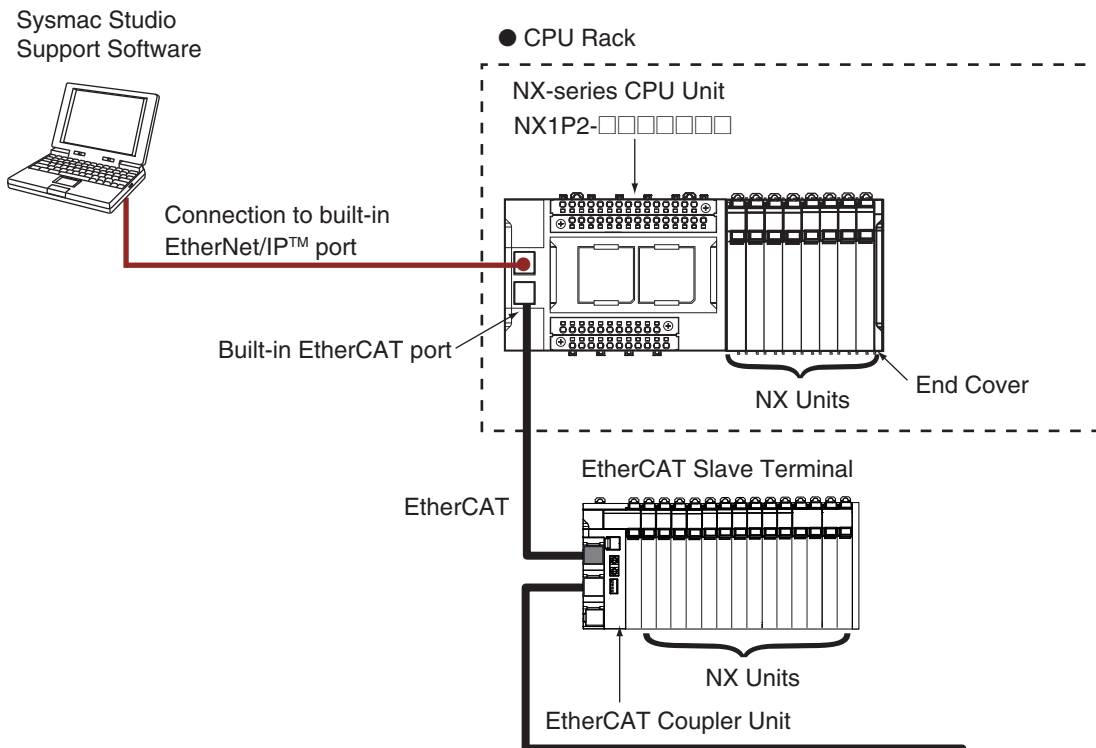 Sysmac Studio
Support Software
● CPU Rack
NX-series CPU Unit
NX1P2-□□□□□□□
Connection to built-in
EtherNet/IP™ port
Built-in EtherCAT port
NX Units
End Cover
EtherCAT Slave Terminal
EtherCAT
NX Units
EtherCAT Coupler Unit